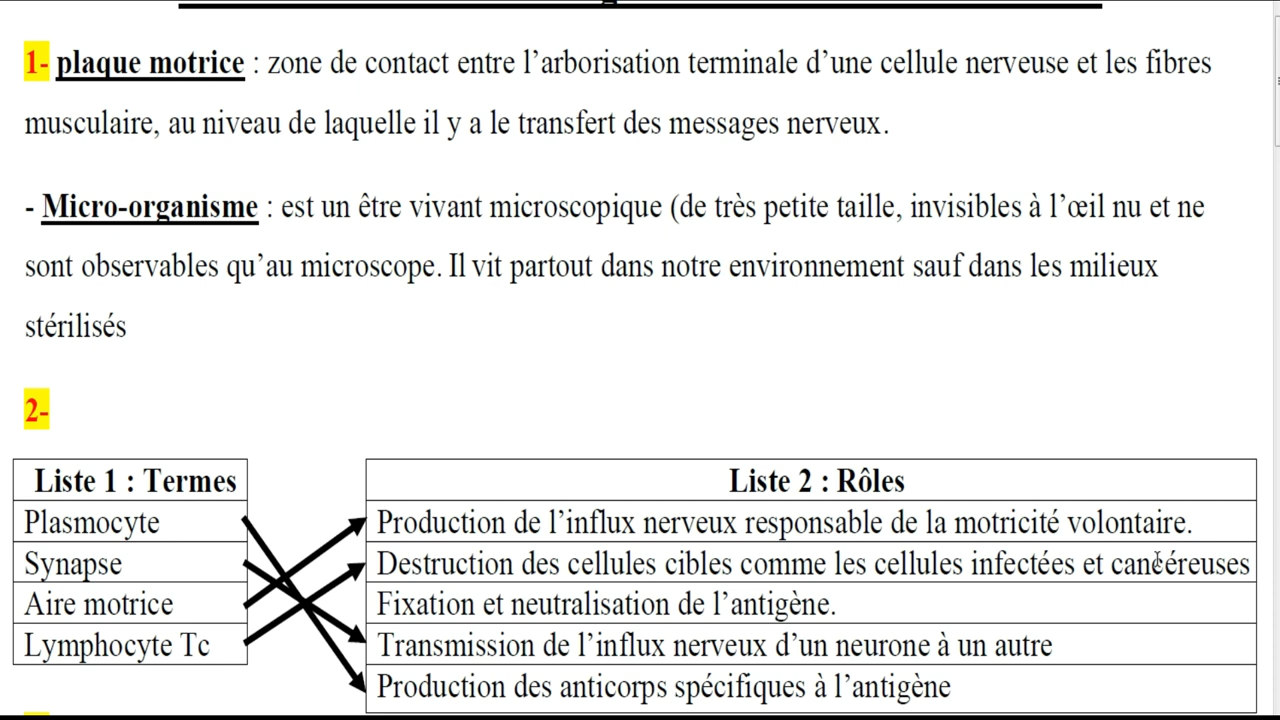 1- plaque motrice : zone de contact entre l’arborisation terminale d’une cellule nerveuse et les fibres
musculaire, au niveau de laquelle il y a le transfert des messages nerveux.
- Micro-organisme : est un être vivant microscopique (de très petite taille, invisibles à l’œil nu et ne
sont observables qu’au microscope. Il vit partout dans notre environnement sauf dans les milieux
stérilisés
2-
Liste 1 : Termes
Plasmocyte
Synapse
Aire motrice
Lymphocyte Tc
Liste 2 : Rôles
Production de l’influx nerveux responsable de la motricité volontaire.
Destruction des cellules cibles comme les cellules infectées et cancéreuses
Fixation et neutralisation de l’antigène.
Transmission de l’influx nerveux d’un neurone à un autre
Production des anticorps spécifiques à l’antigène